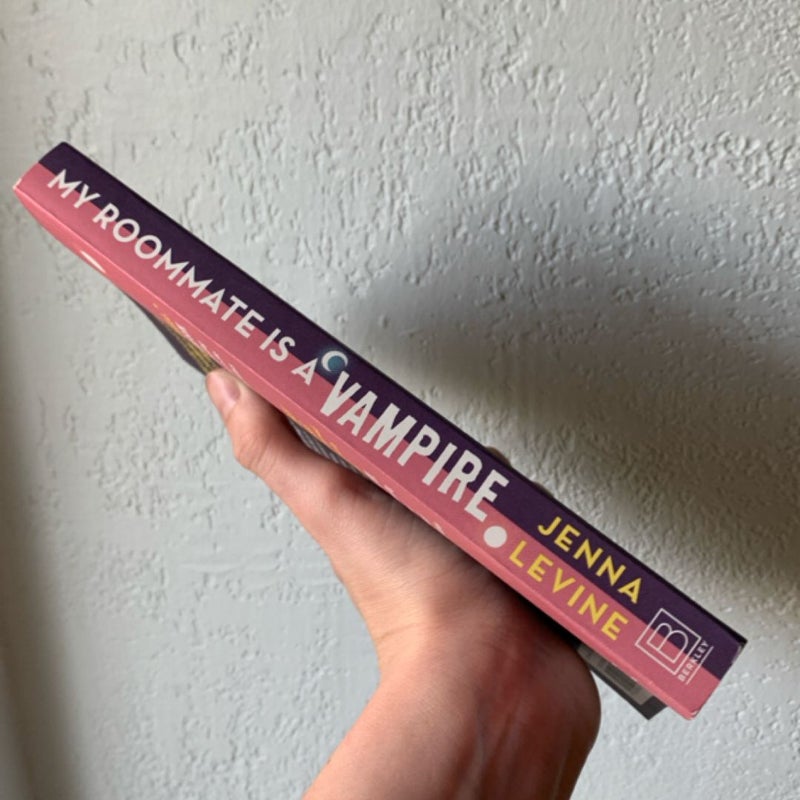 MY ROOMMATE IS A
VAMPIRE
JENNA
LEVINE
B
BERKLEY